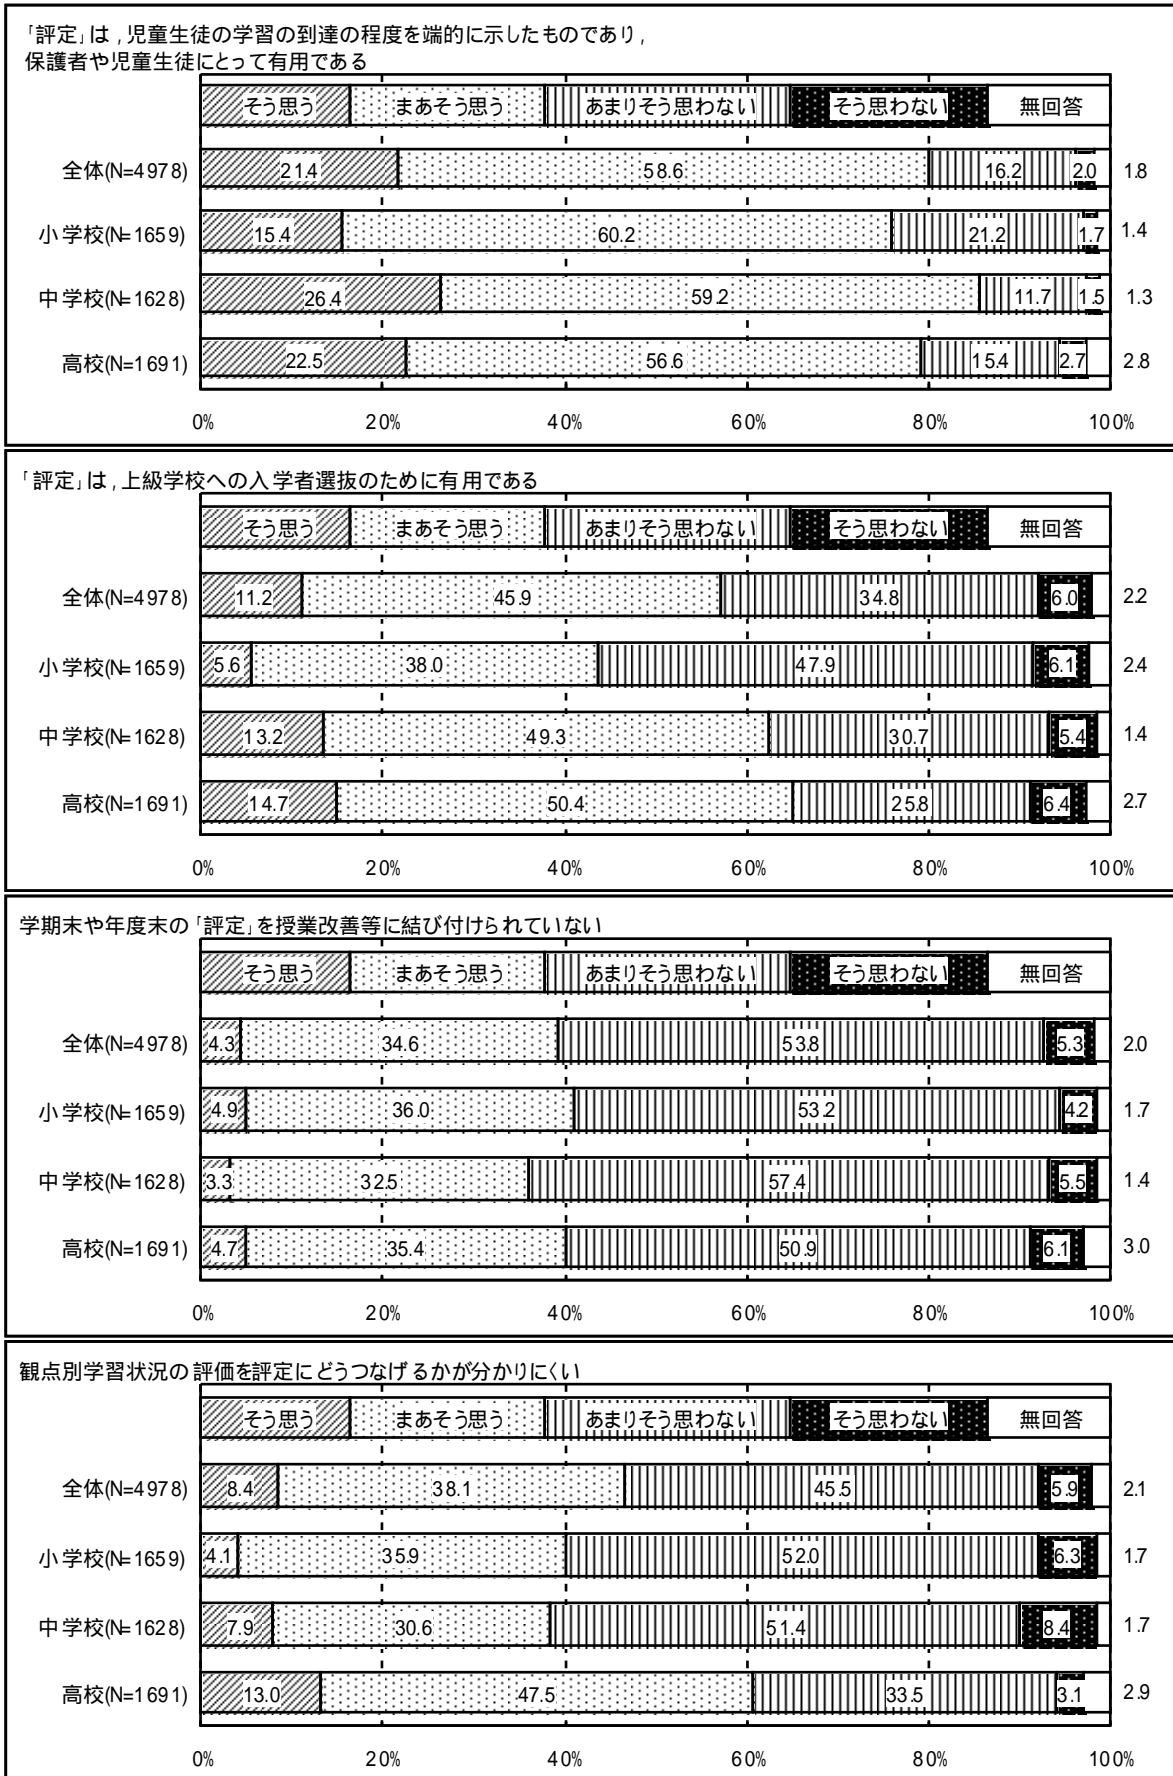 「評定」は，児童生徒の学習の到達の程度を端的に示したものであり，
保護者や児童生徒にとって有用である
そう思う まあそう思う あまりそう思わない そう思わない 無回答
全体(N=4978) 21.4 58.6 16.2 2.0 1.8
小学校(N=1659) 15.4 60.2 21.2 1.7 1.4
中学校(N=1628) 26.4 59.2 11.7 1.5 1.3
高校(N=1691) 22.5 56.6 15.4 2.7 2.8
0% 20% 40% 60% 80% 100%
「評定」は，上級学校への入学者選抜のために有用である
そう思う まあそう思う あまりそう思わない そう思わない 無回答
全体(N=4978) 11.2 45.9 34.8 6.0 2.2
小学校(N=1659) 5.6 38.0 47.9 6.1 2.4
中学校(N=1628) 13.2 49.3 30.7 5.4 1.4
高校(N=1691) 14.7 50.4 25.8 6.4 2.7
0% 20% 40% 60% 80% 100%
学期末や年度末の「評定」を授業改善等に結び付けられていない
そう思う まあそう思う あまりそう思わない そう思わない 無回答
全体(N=4978) 4.3 34.6 53.8 5.3 2.0
小学校(N=1659) 4.9 36.0 53.2 4.2 1.7
中学校(N=1628) 3.3 32.5 57.4 5.5 1.4
高校(N=1691) 4.7 35.4 50.9 6.1 3.0
0% 20% 40% 60% 80% 100%
観点別学習状況の評価を評定にどうつなげるかが分かりにくい
そう思う まあそう思う あまりそう思わない そう思わない 無回答
全体(N=4978) 8.4 38.1 45.5 5.9 2.1
小学校(N=1659) 4.1 35.9 52.0 6.3 1.7
中学校(N=1628) 7.9 30.6 51.4 8.4 1.7
高校(N=1691) 13.0 47.5 33.5 3.1 2.9
0% 20% 40% 60% 80% 100%